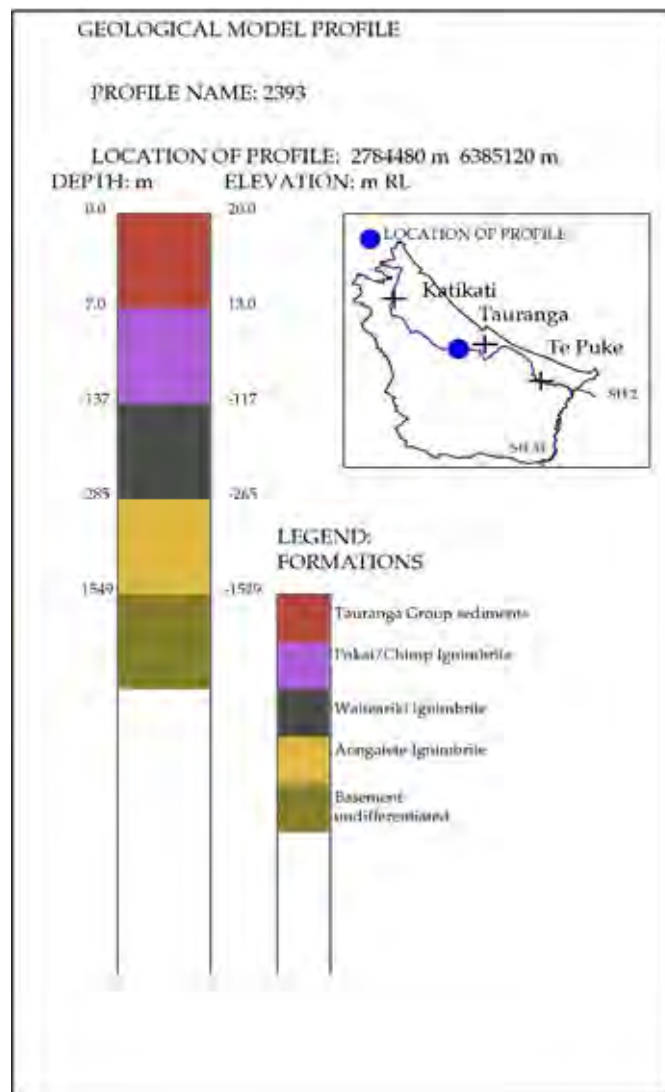 GEOLOGICAL MODEL PROFILE
PROFILE NAME: 2393
LOCATION OF PROFILE: 2784480 m 6385120 m
DEPTH: m ELEVATION: m RL
0.0 20.0
LOCATION OF PROFILE
Katikati
Tauranga
Te Puke
SH2
7.0 13.0
-137 -117
-285 -265
LEGEND:
FORMATIONS
1549 -1529
Tauranga Group sediments
Ignimbrite
Ignimbrite
Aongatete Ignimbrite
Basement
undifferentiated